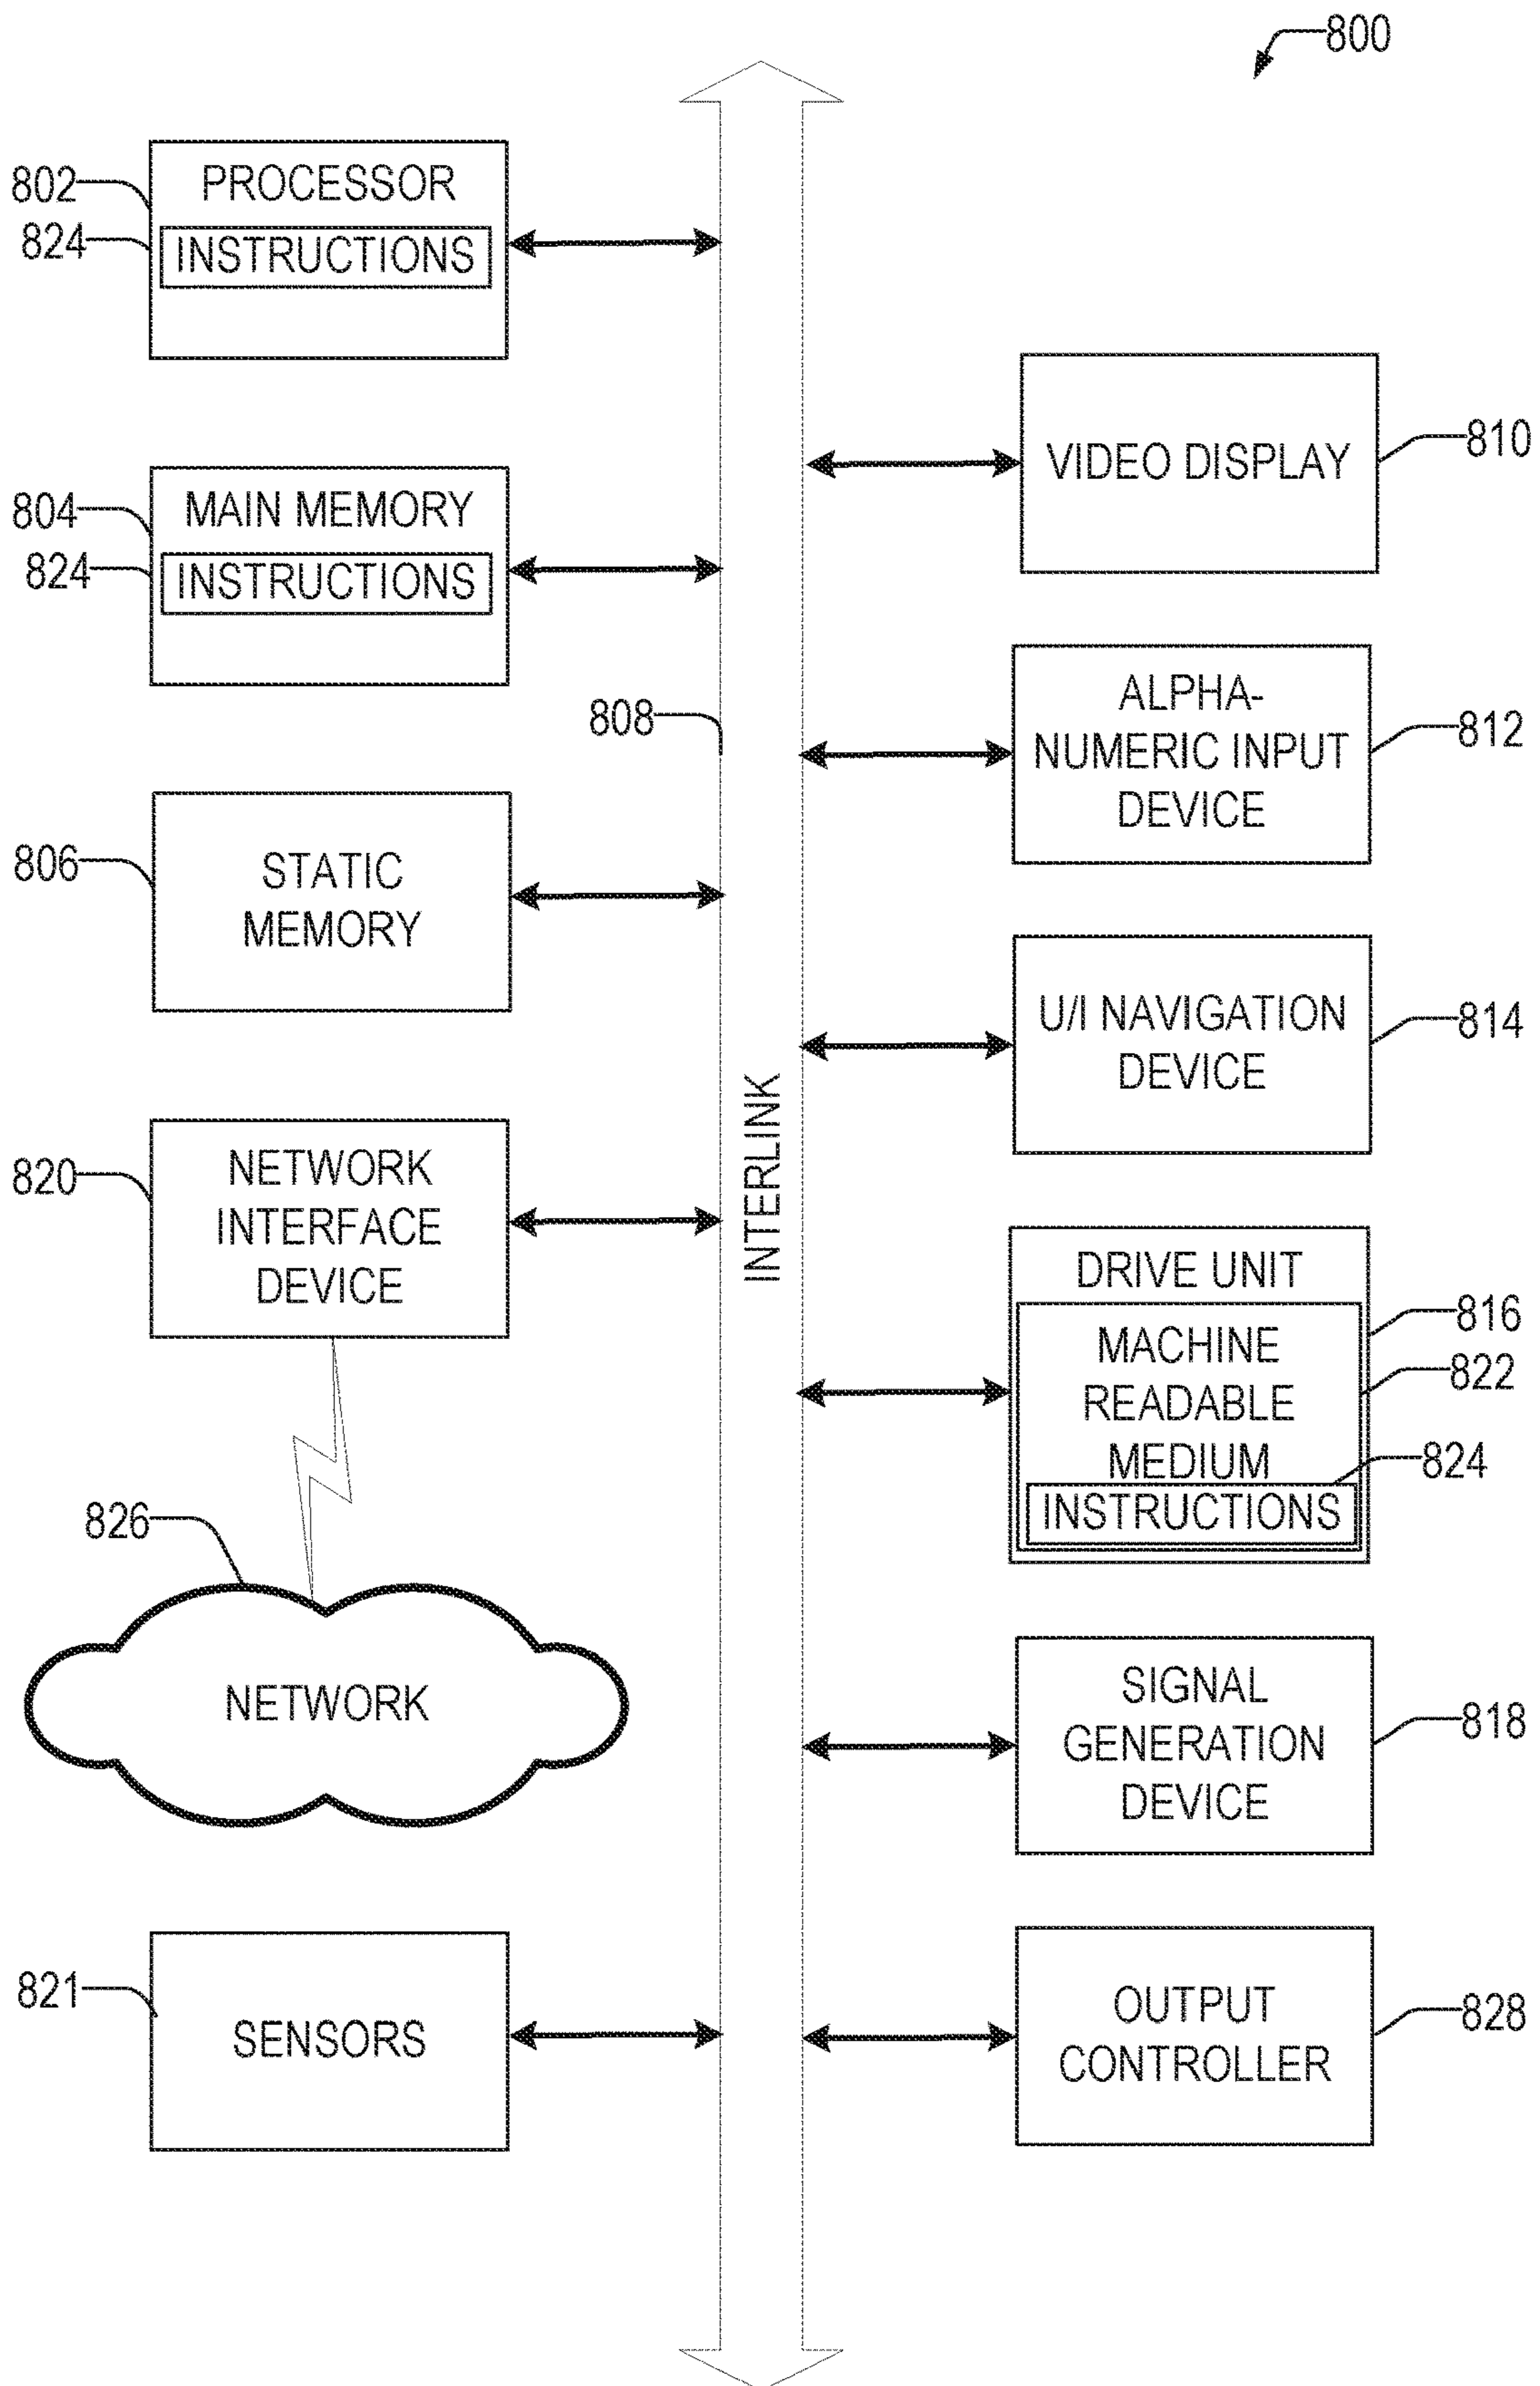 800
802
PROCESSOR
824
INSTRUCTIONS
804
MAIN MEMORY
824
INSTRUCTIONS
806
STATIC
MEMORY
820
NETWORK
INTERFACE
DEVICE
826
NETWORK
821
SENSORS
808
INTERLINK
VIDEO DISPLAY
810
ALPHA-
NUMERIC INPUT
DEVICE
812
U/I NAVIGATION
DEVICE
814
DRIVE UNIT
816
MACHINE
READABLE
MEDIUM
822
824
INSTRUCTIONS
SIGNAL
GENERATION
DEVICE
818
OUTPUT
CONTROLLER
828